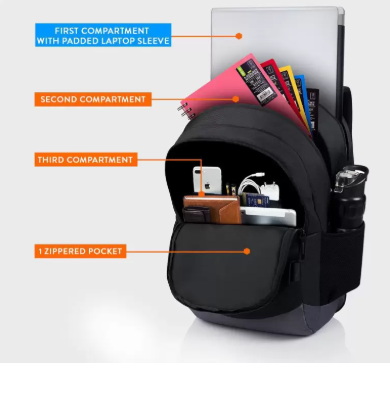 FIRST COMPARTMENT
WITH PADDED LAPTOP SLEEVE
SECOND COMPARTMENT
THIRD COMPARTMENT
1 ZIPPERED POCKET